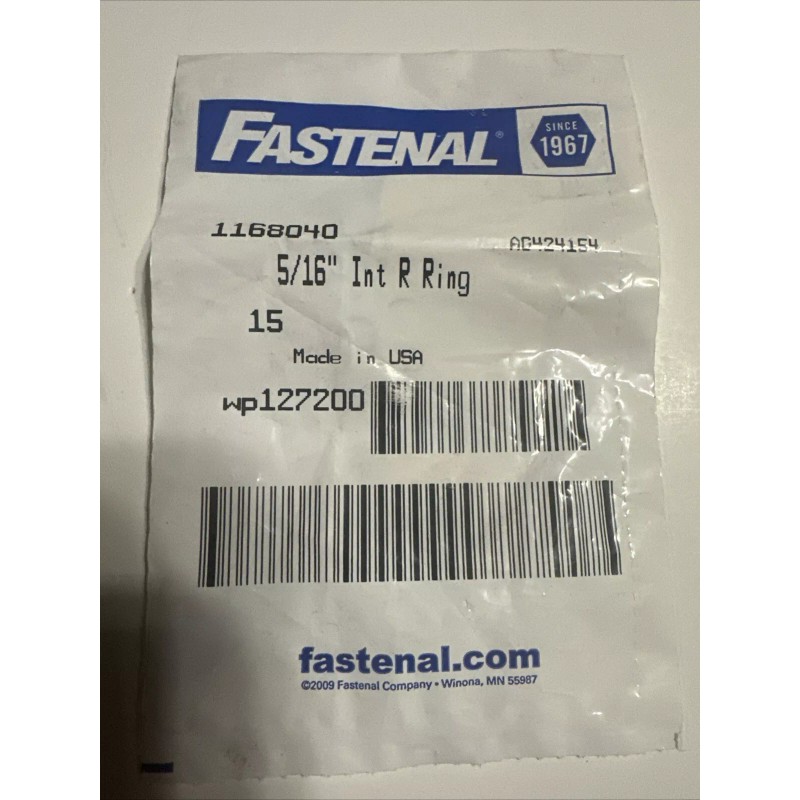 FASTENAL®
SINCE
1967
1168040
AG424154
5/16" Int R Ring
15
Made in USA
wp127200
fastenal.com
©2009 Fastenal Company • Winona, MN 55987